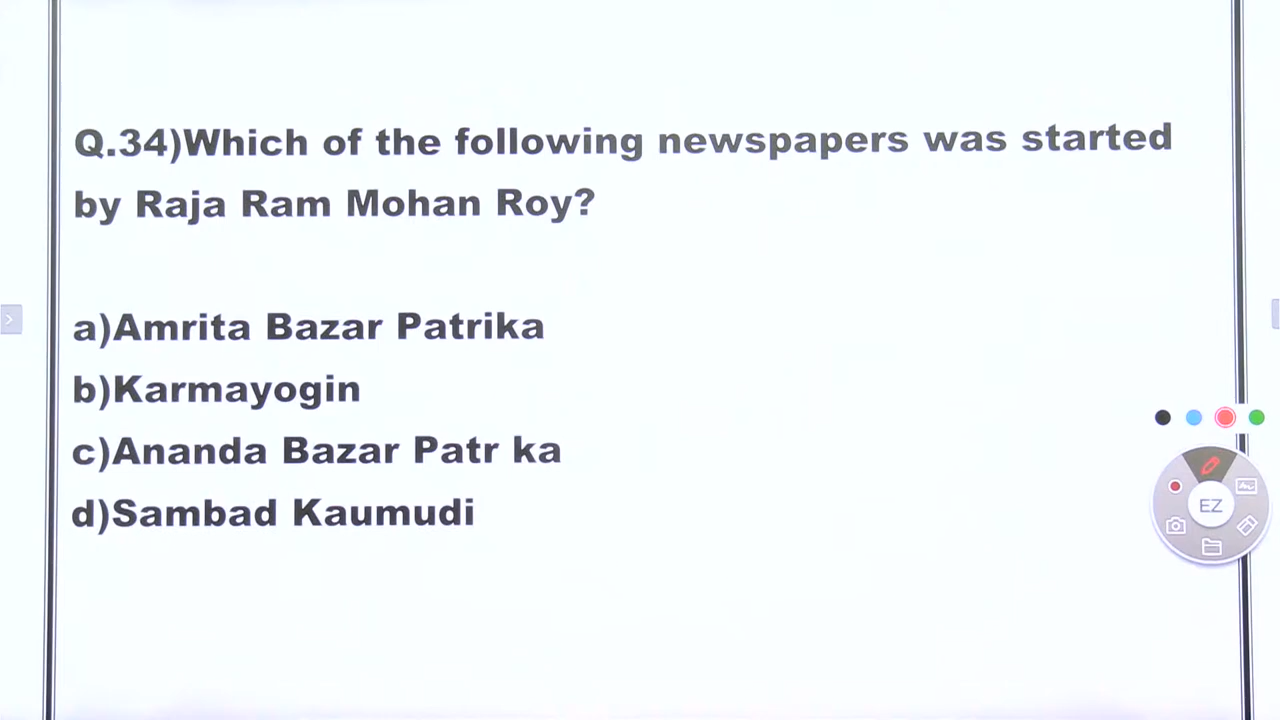 Q.34)Which of the following newspapers was started
by Raja Ram Mohan Roy?
a)Amrita Bazar Patrika
b)Karmayogin
c)Ananda Bazar Patr ka
d)Sambad Kaumudi
EZ